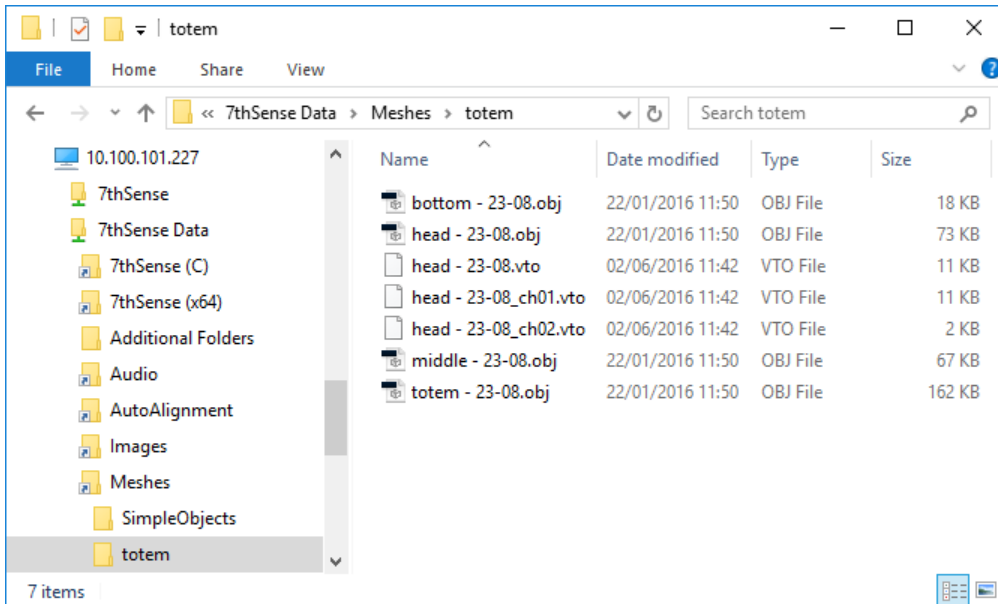 totem
File Home Share View
« 7thSense Data > Meshes > totem Search totem
10.100.101.227
7thSense
7thSense Data
7thSense (C)
7thSense (x64)
Additional Folders
Audio
AutoAlignment
Images
Meshes
SimpleObjects
totem
Name Date modified Type Size
bottom - 23-08.obj 22/01/2016 11:50 OBJ File 18 KB
head - 23-08.obj 22/01/2016 11:50 OBJ File 73 KB
head - 23-08.vto 02/06/2016 11:42 VTO File 11 KB
head - 23-08_ch01.vto 02/06/2016 11:42 VTO File 11 KB
head - 23-08_ch02.vto 02/06/2016 11:42 VTO File 2 KB
middle - 23-08.obj 22/01/2016 11:50 OBJ File 67 KB
totem - 23-08.obj 22/01/2016 11:50 OBJ File 162 KB
7 items